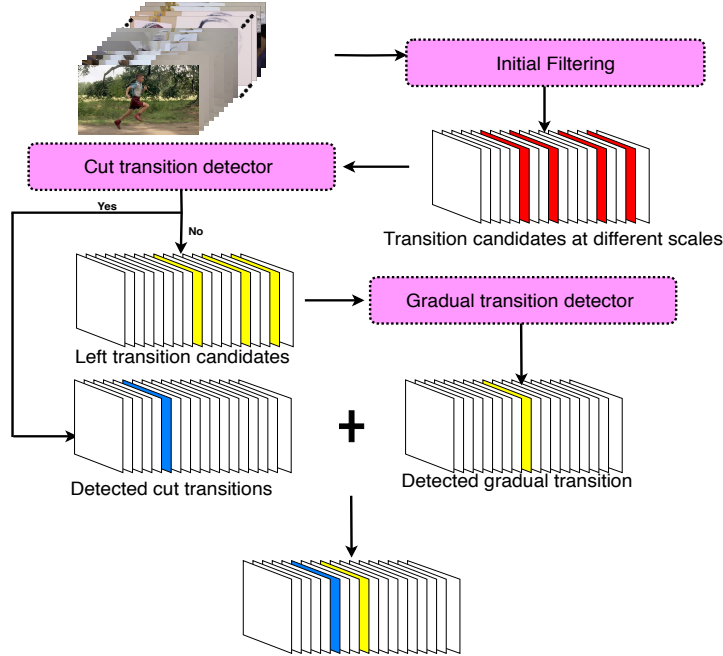 Initial Filtering
Cut transition detector
Yes
No
Transition candidates at different scales
Gradual transition detector
Left transition candidates
+
Detected cut transitions
Detected gradual transition